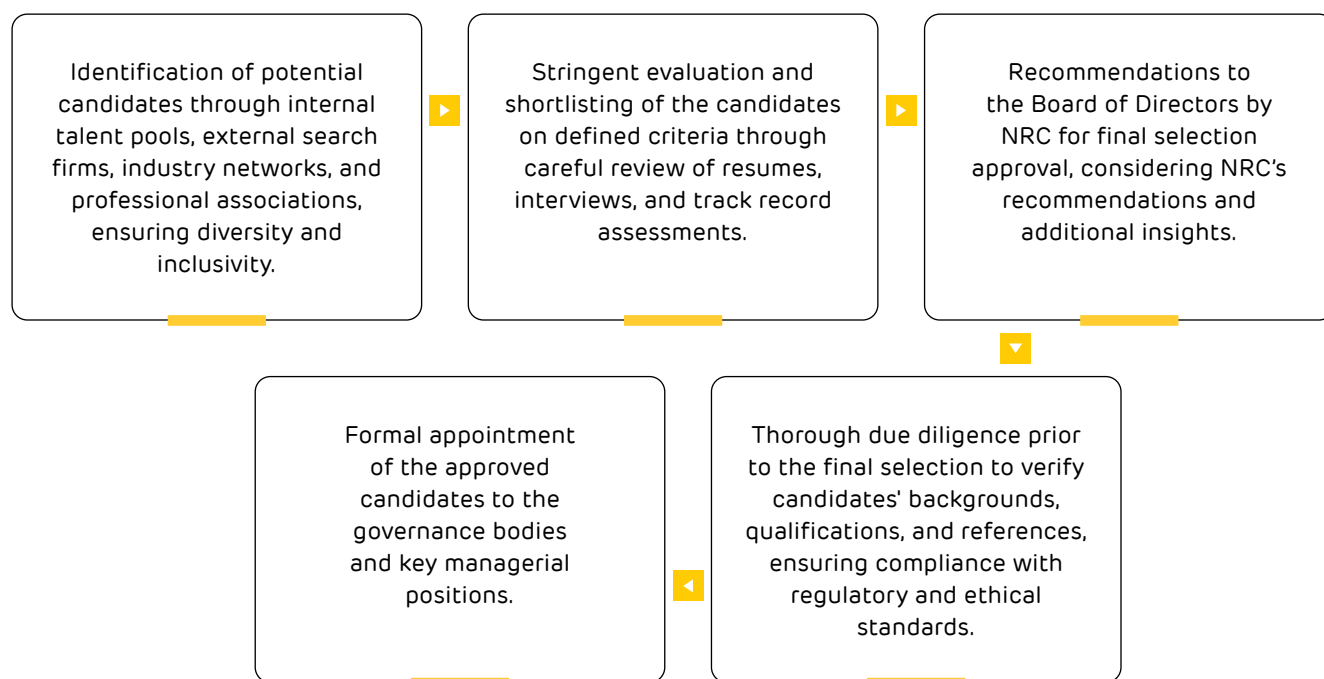 Identification of potential
candidates through internal
talent pools, external search
firms, industry networks, and
professional associations,
ensuring diversity and
inclusivity.
Stringent evaluation and
shortlisting of the candidates
on defined criteria through
careful review of resumes,
interviews, and track record
assessments.
Recommendations to
the Board of Directors by
NRC for final selection
approval, considering NRC's
recommendations and
additional insights.
Thorough due diligence prior
to the final selection to verify
candidates' backgrounds,
qualifications, and references,
ensuring compliance with
regulatory and ethical
standards.
Formal appointment
of the approved
candidates to the
governance bodies
and key managerial
positions.